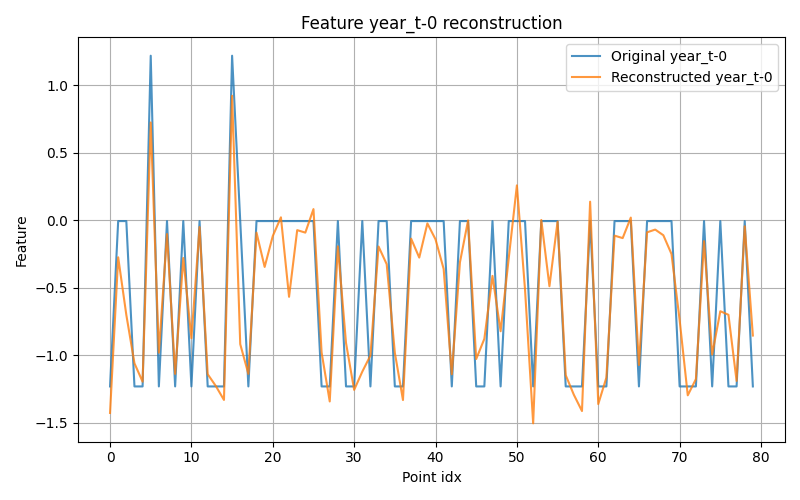 Feature year_t-0 reconstruction
Original year_t-0
Reconstructed year_t-0
Feature
1.0
0.5
0.0
−0.5
−1.0
−1.5
0 10 20 30 40 50 60 70 80
Point idx